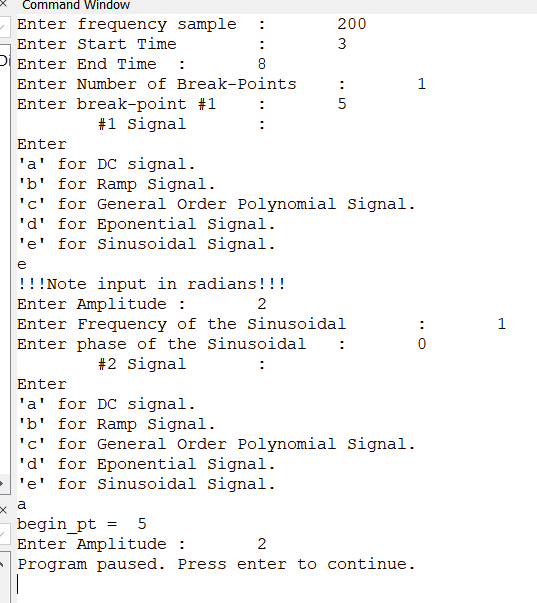 Command Window
Enter frequency sample : 200
Enter Start Time : 3
Enter End Time : 8
Enter Number of Break-Points : 1
Enter break-point #1 : 5
#1 Signal :
Enter
'a' for DC signal.
'b' for Ramp Signal.
'c' for General Order Polynomial Signal.
'd' for Eponential Signal.
'e' for Sinusoidal Signal.
e
!!!Note input in radians!!!
Enter Amplitude : 2
Enter Frequency of the Sinusoidal : 1
Enter phase of the Sinusoidal : 0
#2 Signal :
Enter
'a' for DC signal.
'b' for Ramp Signal.
'c' for General Order Polynomial Signal.
'd' for Eponential Signal.
'e' for Sinusoidal Signal.
a
begin_pt = 5
Enter Amplitude : 2
Program paused. Press enter to continue.